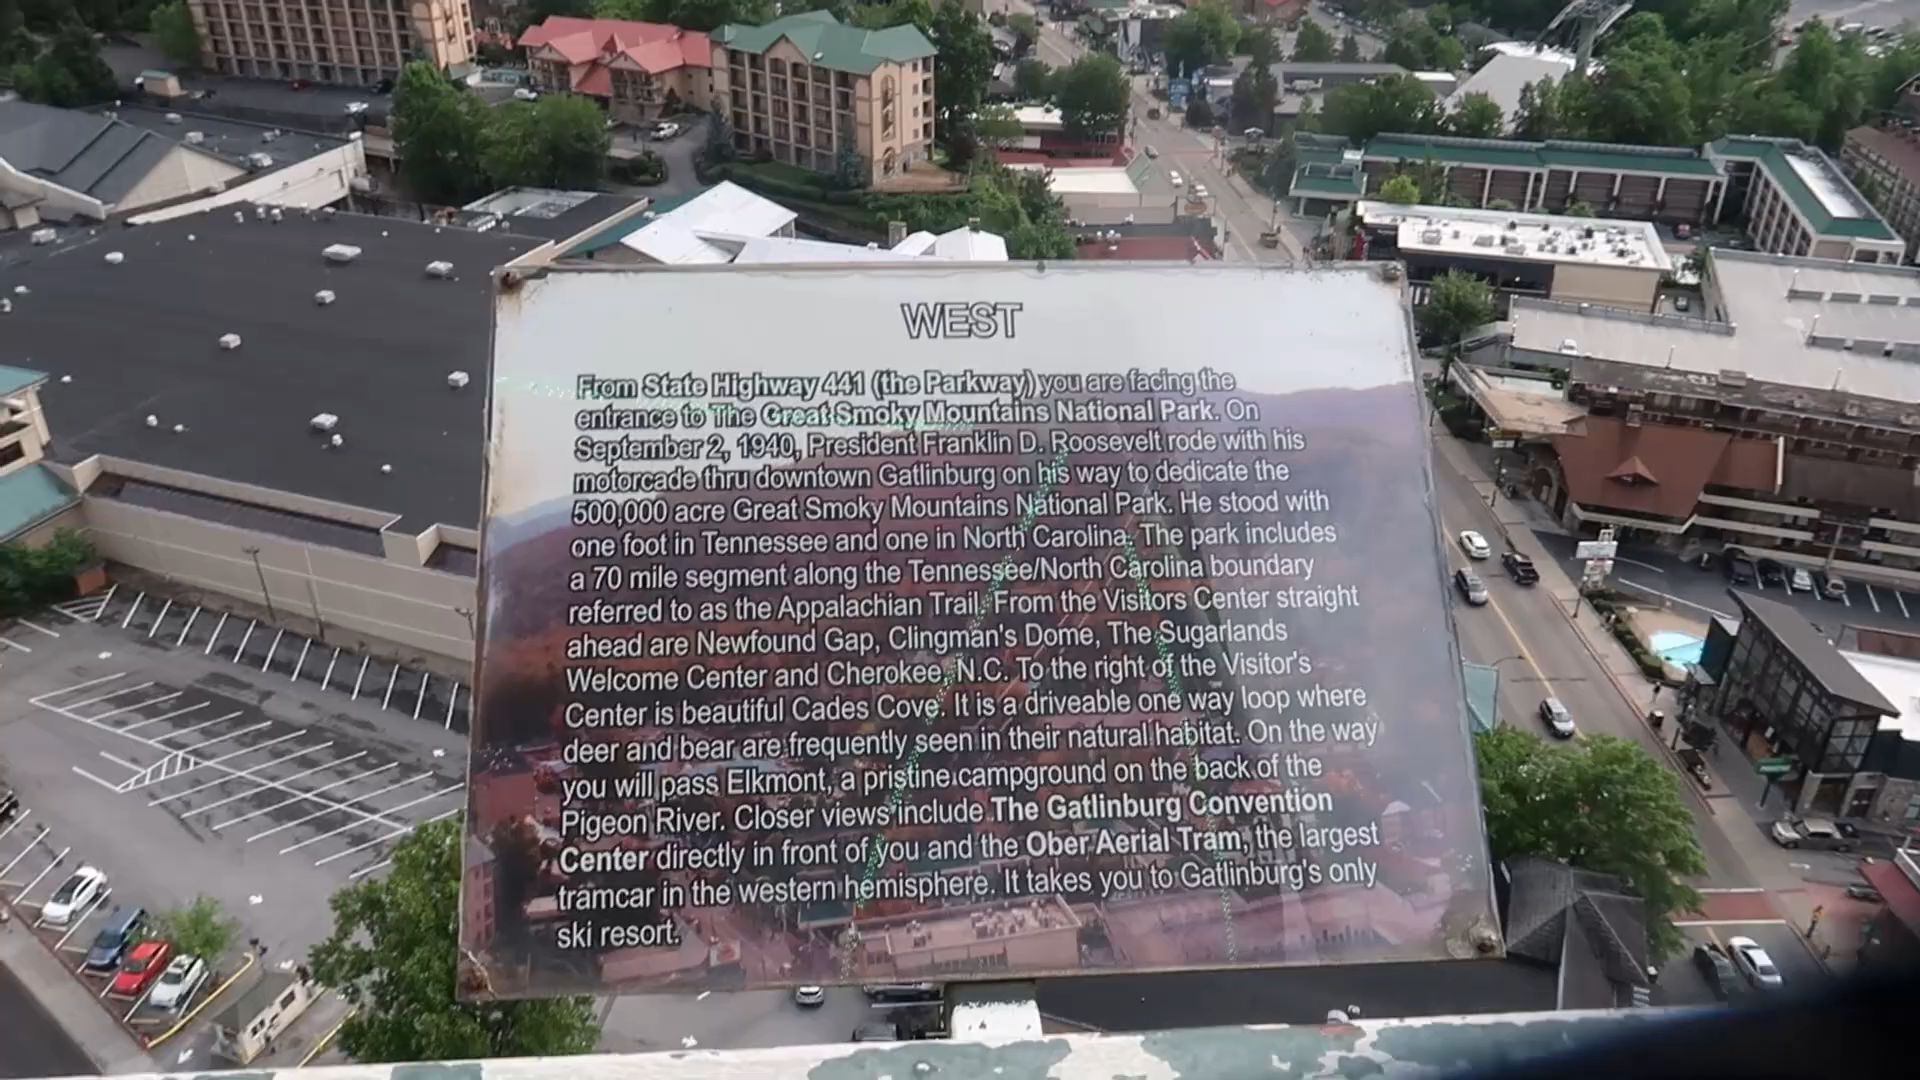 WEST
From State Highway 441 (the Parkway) you are facing the
entrance to The Great Smoky Mountains National Park. On
September 2, 1940, President Franklin D. Roosevelt rode with his
motorcade thru downtown Gatlinburg on his way to dedicate the
500,000 acre Great Smoky Mountains National Park. He stood with
one foot in Tennessee and one in North Carolina. The park includes
a 70 mile segment along the Tennessee/North Carolina boundary
referred to as the Appalachian Trail. From the Visitors Center straight
ahead are Newfound Gap, Clingman's Dome, The Sugarlands
Welcome Center and Cherokee, N.C. To the right of the Visitor's
Center is beautiful Cades Cove. It is a driveable one way loop where
deer and bear are frequently seen in their natural habitat. On the way
you will pass Elkmont, a pristine campground on the back of the
Pigeon River. Closer views include The Gatlinburg Convention
Center directly in front of you and the Ober Aerial Tram, the largest
tramcar in the western hemisphere. It takes you to Gatlinburg's only
ski resort.